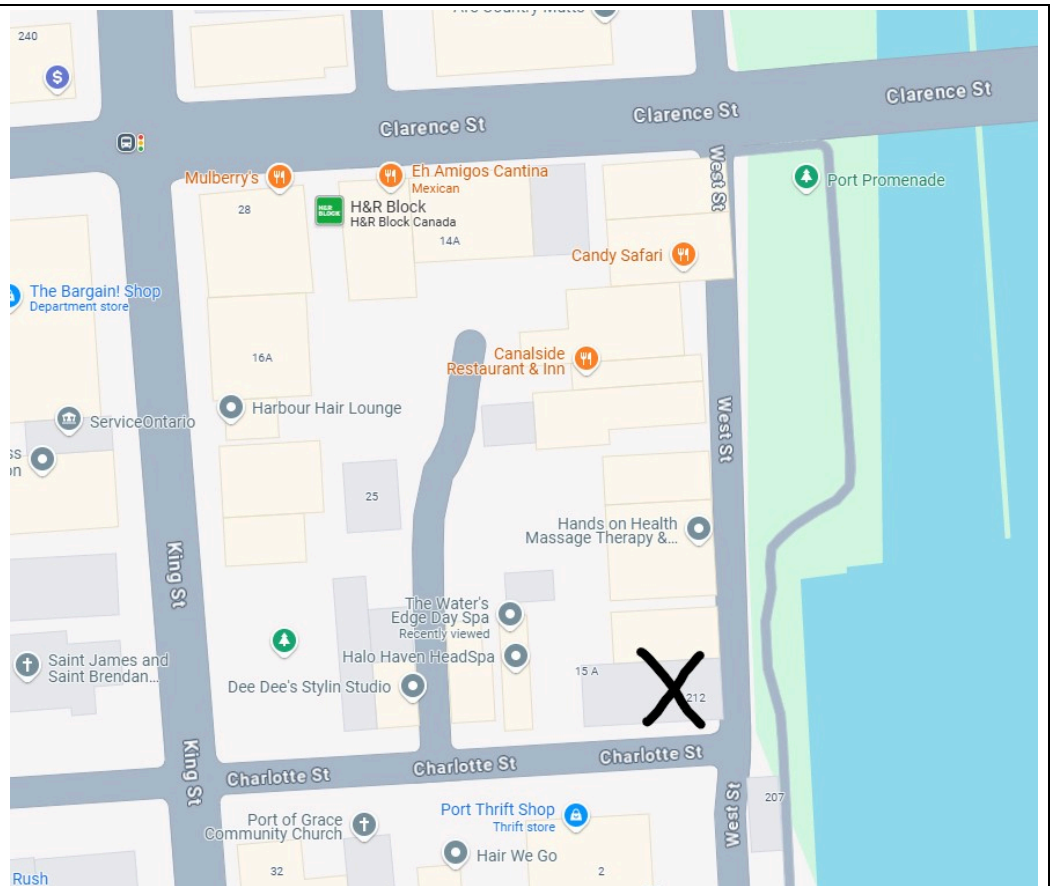 240
Clarence St
Clarence St
Clarence St
Mulberry's
Eh Amigos Cantina
Mexican
West St
Port Promenade
28
H&R BLOCK
H&R Block
H&R Block Canada
14A
Candy Safari
The Bargain! Shop
Department store
16A
Canalside
Restaurant & Inn
Harbour Hair Lounge
West St
ServiceOntario
25
Hands on Health
Massage Therapy &...
King St
The Water's
Edge Day Spa
Recently viewed
Halo Haven HeadSpa
Saint James and
Saint Brendan...
15 A
Dee Dee's Stylin Studio
212
King St
Charlotte St
Charlotte St
Charlotte St
West St
207
Port of Grace
Community Church
Port Thrift Shop
Thrift store
Hair We Go
32
2
Rush